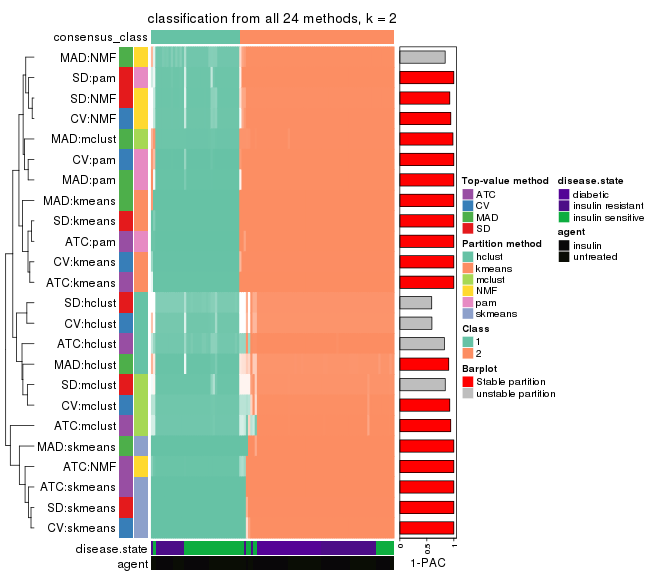 classification from all 24 methods, k = 2
consensus_class
MAD:NMF
SD:pam
SD:NMF
CV:NMF
MAD:mclust
CV:pam
MAD:pam
MAD:kmeans
SD:kmeans
ATC:pam
CV:kmeans
ATC:kmeans
SD:hclust
CV:hclust
ATC:hclust
MAD:hclust
SD:mclust
CV:mclust
ATC:mclust
MAD:skmeans
ATC:NMF
ATC:skmeans
SD:skmeans
CV:skmeans
disease.state
agent
0
0.5
1
1-PAC
Top-value method
ATC
CV
MAD
SD
Partition method
hclust
kmeans
mclust
NMF
pam
skmeans
Class
1
2
Barplot
Stable partition
unstable partition
disease.state
diabetic
insulin resistant
insulin sensitive
agent
insulin
untreated